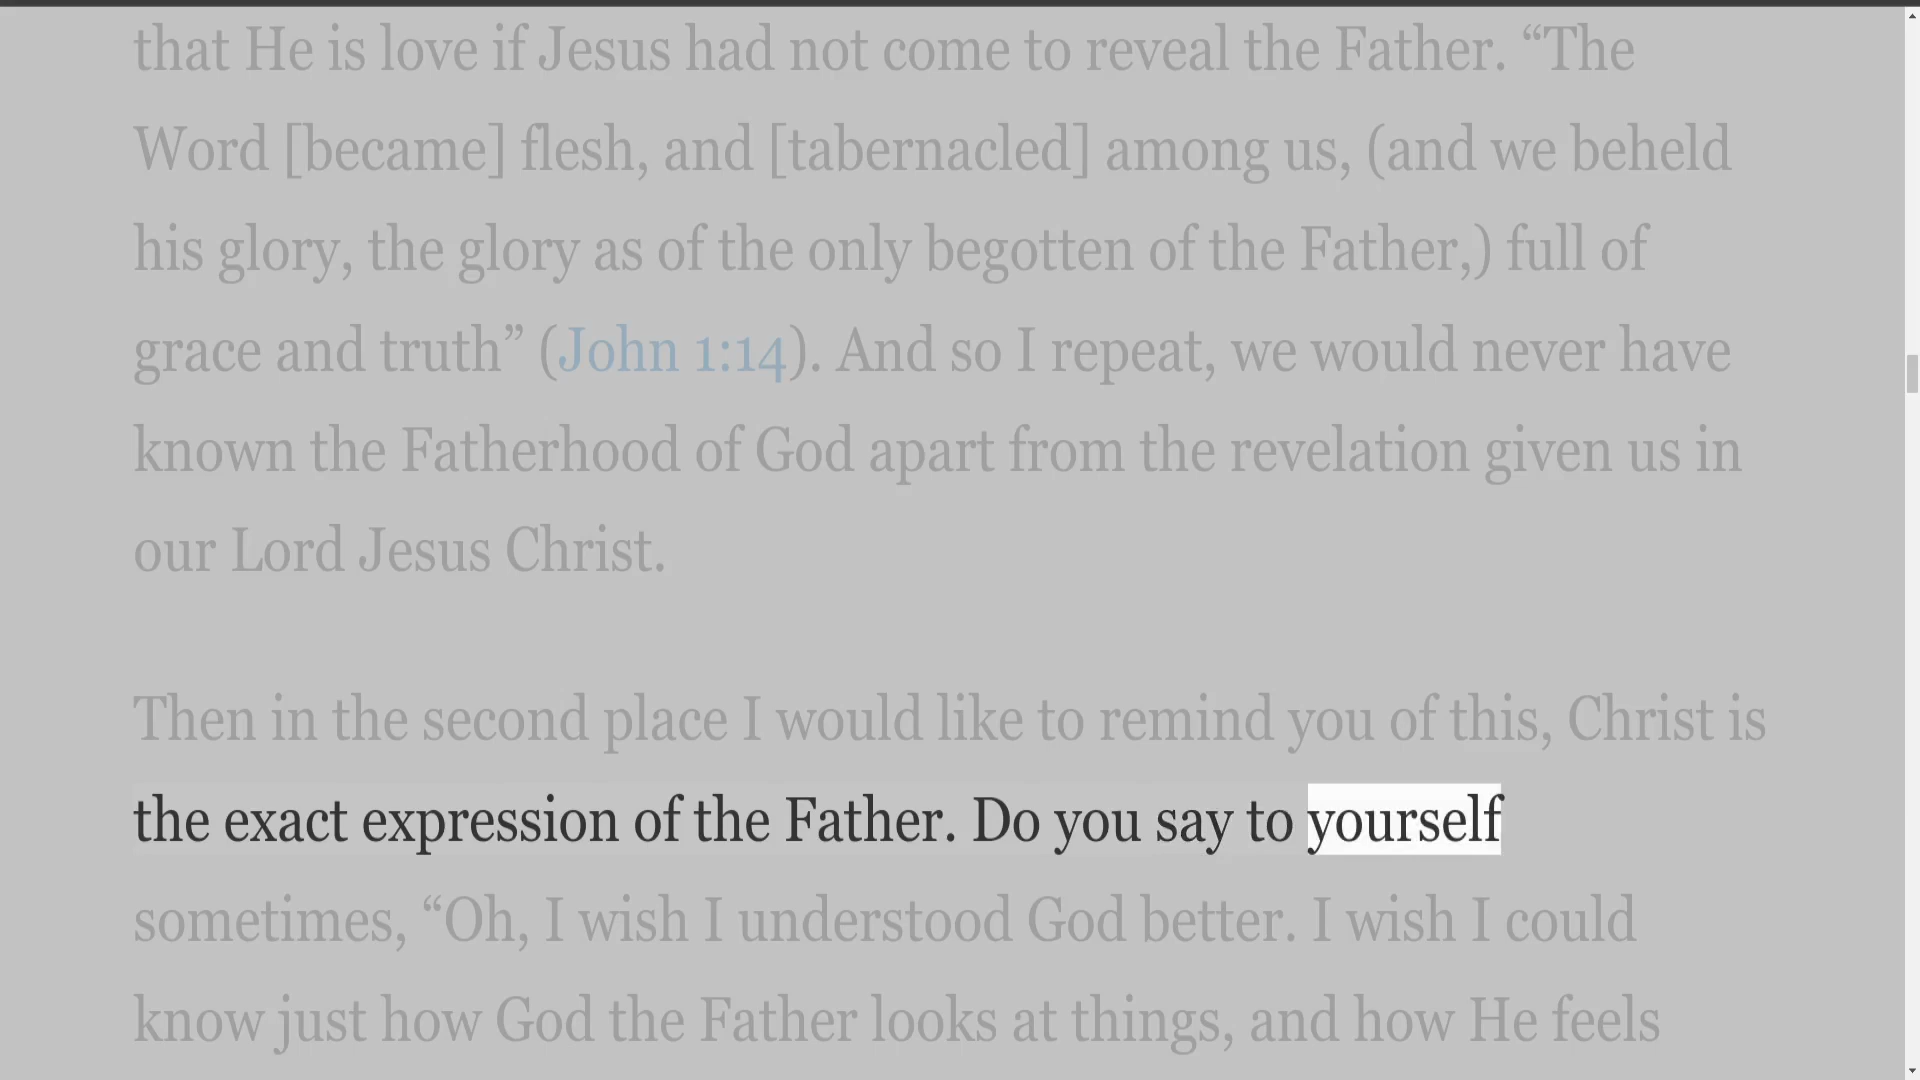 that He is love if Jesus had not come to reveal the Father. “The
Word [became] flesh, and [tabernacled] among us, (and we beheld
his glory, the glory as of the only begotten of the Father,) full of
grace and truth” (John 1:14). And so I repeat, we would never have
known the Fatherhood of God apart from the revelation given us in
our Lord Jesus Christ.
Then in the second place I would like to remind you of this, Christ is
the exact expression of the Father. Do you say to yourself
sometimes, “Oh, I wish I understood God better. I wish I could
know just how God the Father looks at things, and how He feels